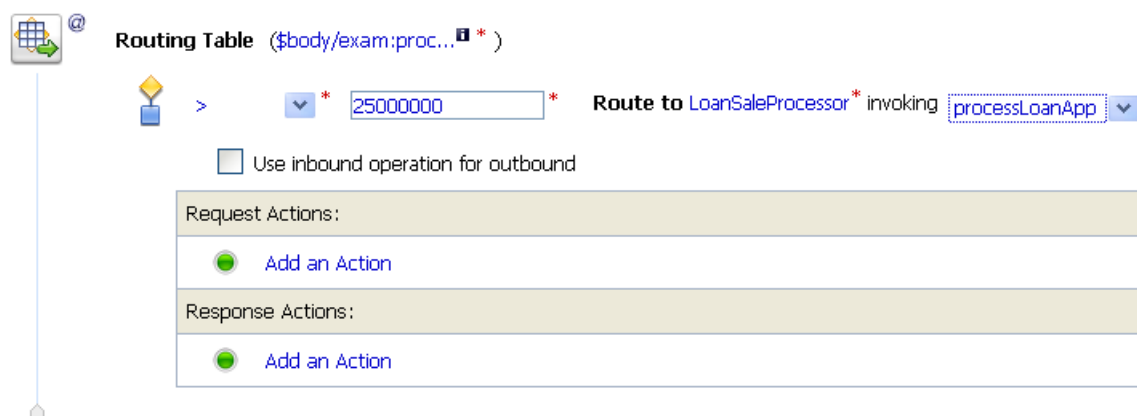 @
Routing Table ($body/exam:proc...i * )
> * 25000000 * Route to LoanSaleProcessor* invoking processLoanApp
Use inbound operation for outbound
Request Actions:
Add an Action
Response Actions:
Add an Action